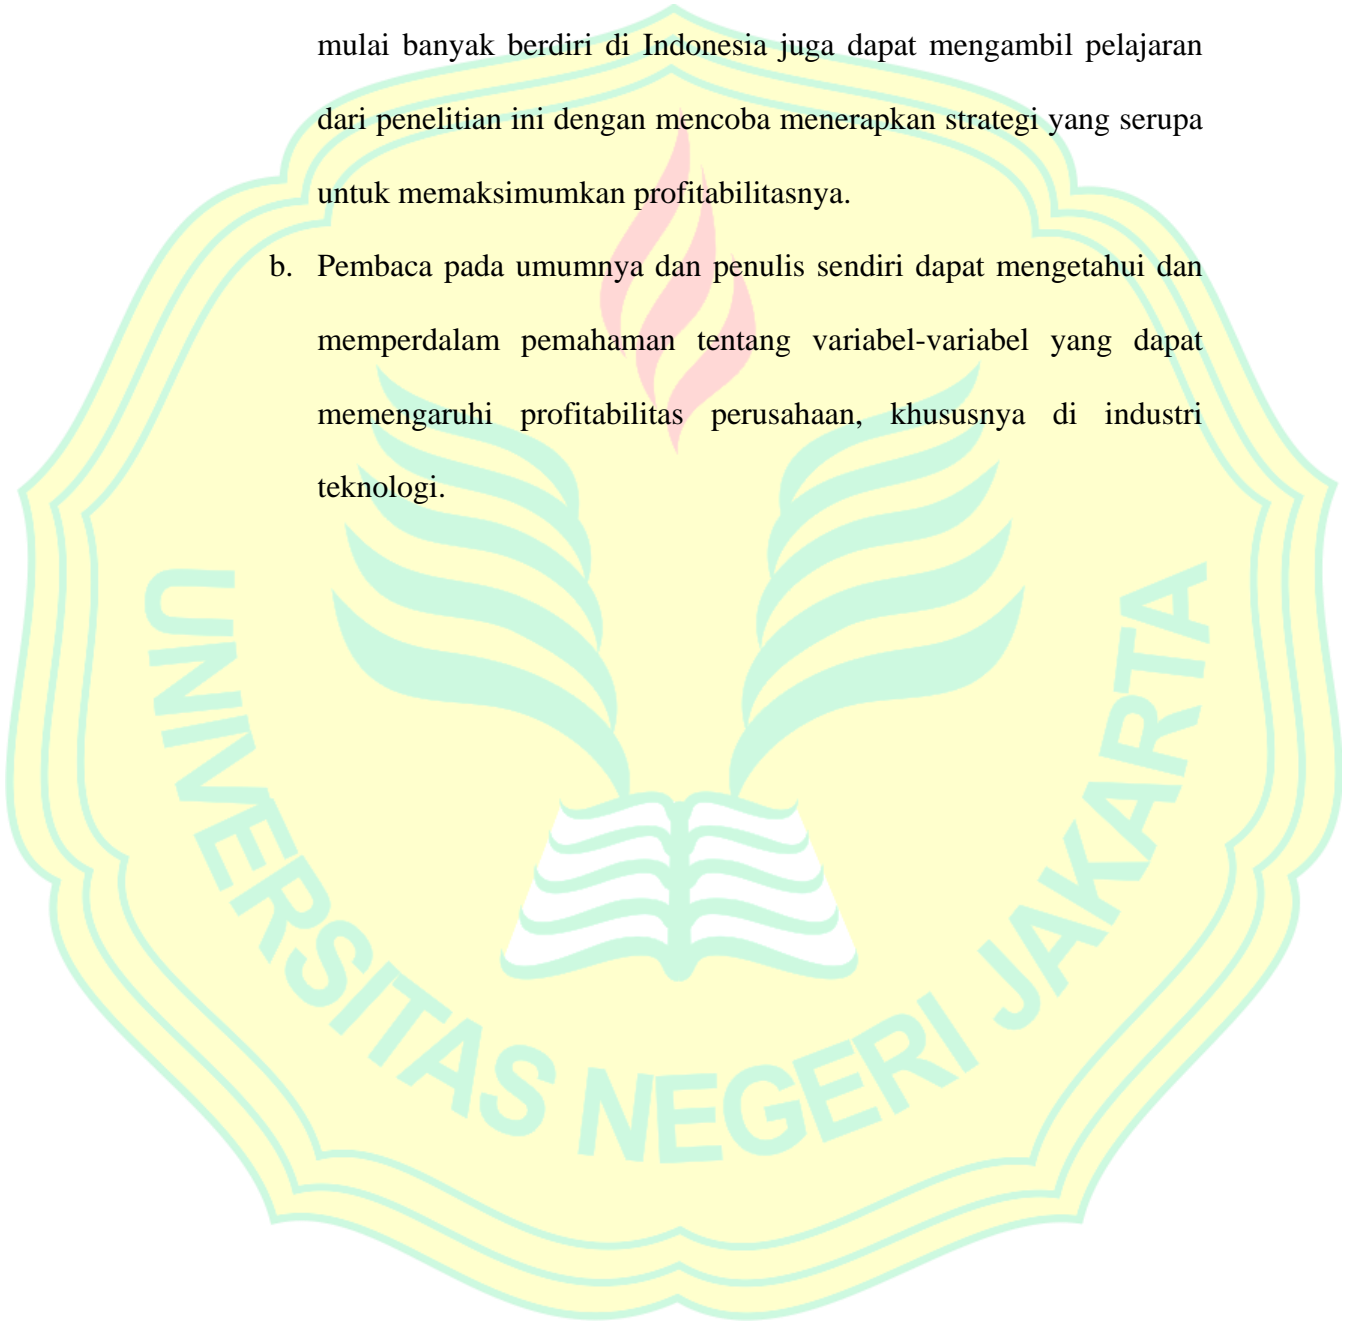 mulai banyak berdiri di Indonesia juga dapat mengambil pelajaran
dari penelitian ini dengan mencoba menerapkan strategi yang serupa
untuk memaksimumkan profitabilitasnya.
b. Pembaca pada umumnya dan penulis sendiri dapat mengetahui dan
memperdalam pemahaman tentang variabel-variabel yang dapat
memengaruhi profitabilitas perusahaan, khususnya di industri
teknologi.
UNIVERSITAS NEGERI JAKARTA